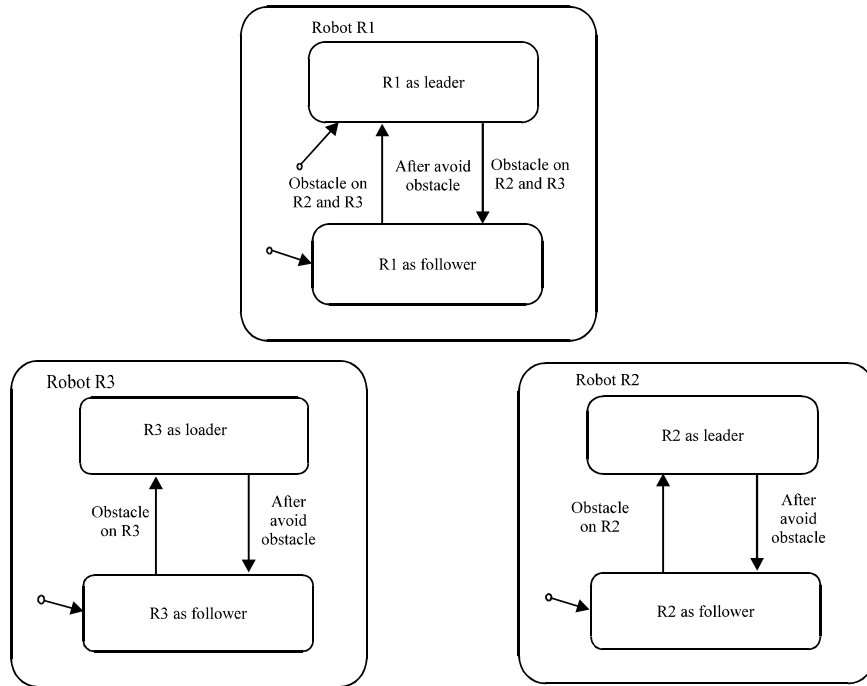 Robot R1
R1 as leader
After avoid
obstacle
Obstacle on
R2 and R3
Obstacle on
R2 and R3
R1 as follower
Robot R3
R3 as loader
Obstacle
on R3
After
avoid
obstacle
R3 as follower
Robot R2
R2 as leader
Obstacle
on R2
After
avoid
obstacle
R2 as follower